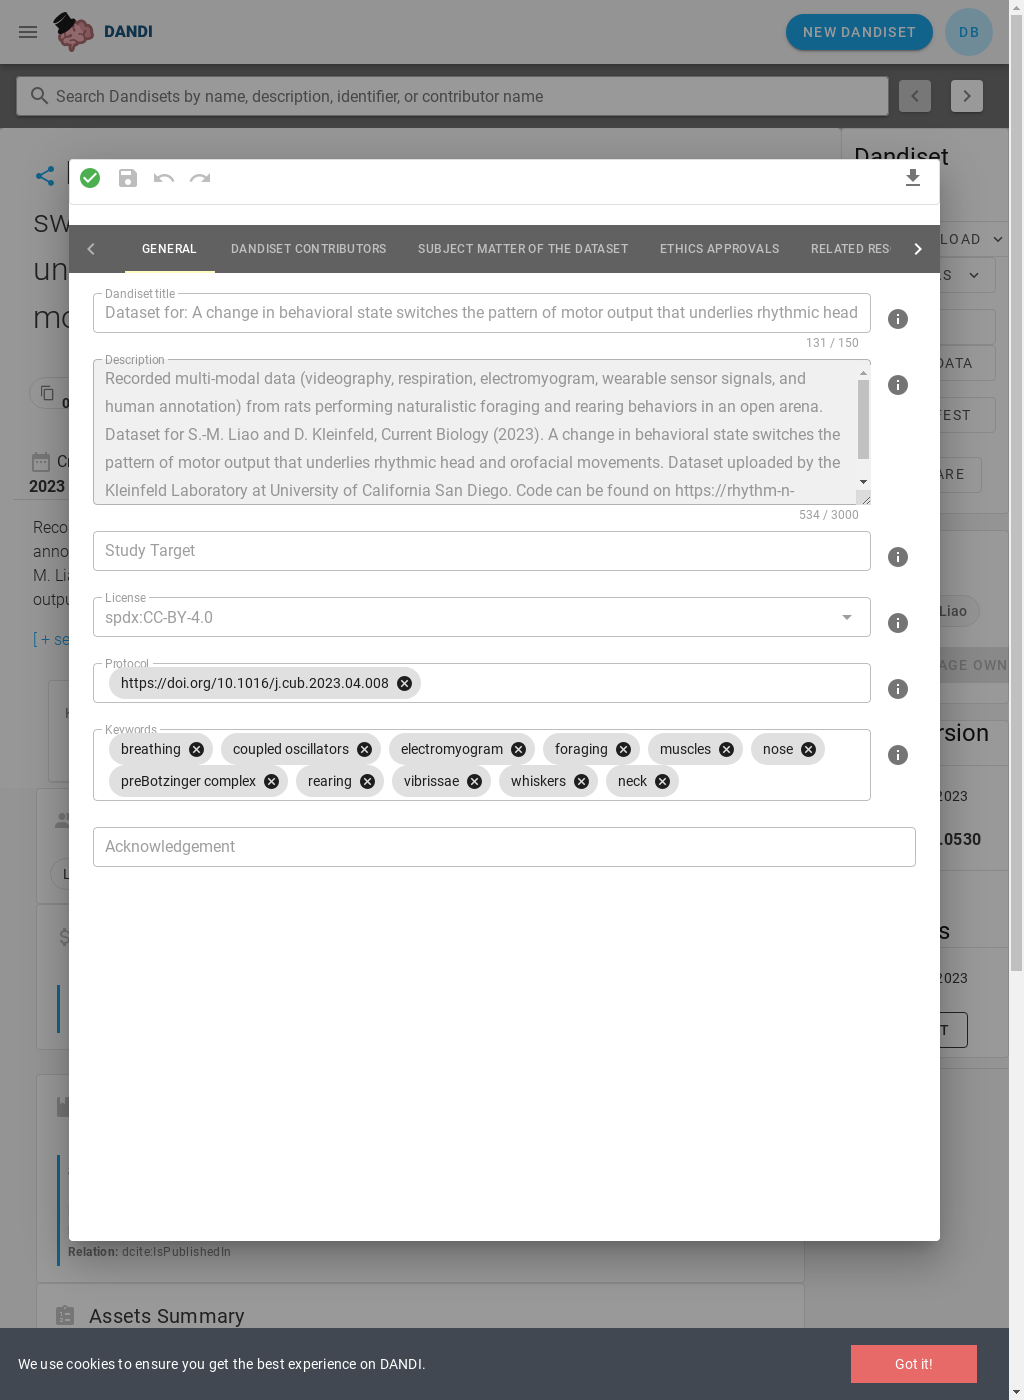 DANDI
NEW DANDISET
DB
Search Dandisets by name, description, identifier, or contributor name
Dandiset
sw
un
mo
GENERAL
DANDISET CONTRIBUTORS
SUBJECT MATTER OF THE DATASET
ETHICS APPROVALS
RELATED RES
LOAD
S
Dandiset title
Dataset for: A change in behavioral state switches the pattern of motor output that underlies rhythmic head
131 / 150
Description
Recorded multi-modal data (videography, respiration, electromyogram, wearable sensor signals, and
human annotation) from rats performing naturalistic foraging and rearing behaviors in an open arena.
Dataset for S.-M. Liao and D. Kleinfeld, Current Biology (2023). A change in behavioral state switches the
pattern of motor output that underlies rhythmic head and orofacial movements. Dataset uploaded by the
Kleinfeld Laboratory at University of California San Diego. Code can be found on https://rhythm-n-
534 / 3000
DATA
FEST
ARE
0
Cr
2023
Reco
anno
M. Lia
outpu
[ + se
Study Target
License
spdx:CC-BY-4.0
Liao
AGE OWN
Protocol
https://doi.org/10.1016/j.cub.2023.04.008
Keywords
breathing
coupled oscillators
electromyogram
foraging
muscles
nose
preBotzinger complex
rearing
vibrissae
whiskers
neck
rsion
2023
.0530
Acknowledgement
L
s
2023
T
Relation: dcite:IsPublishedIn
Assets Summary
We use cookies to ensure you get the best experience on DANDI.
Got it!